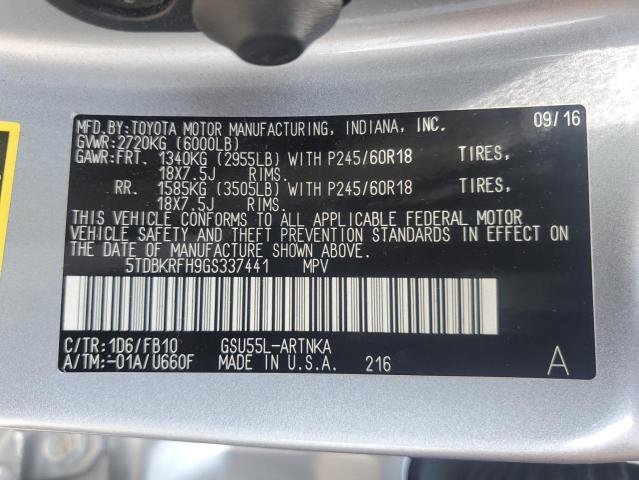 MFD.BY:TOYOTA MOTOR MANUFACTURING, INDIANA, INC. 09/16
GVWR:2720KG (6000LB)
GAWR:FRT. 1340KG (2955LB) WITH P245/60R18 TIRES,
18X7.5J RIMS.
RR. 1585KG (3505LB) WITH P245/60R18 TIRES,
18X7.5J RIMS.
THIS VEHICLE CONFORMS TO ALL APPLICABLE FEDERAL MOTOR
VEHICLE SAFETY AND THEFT PREVENTION STANDARDS IN EFFECT ON
THE DATE OF MANUFACTURE SHOWN ABOVE.
5TDBKRFH9GS337441 MPV
C/TR:1D6/FB10 GSU55L-ARTNKA
A/TM:-01A/U660F MADE IN U.S.A. 216 A